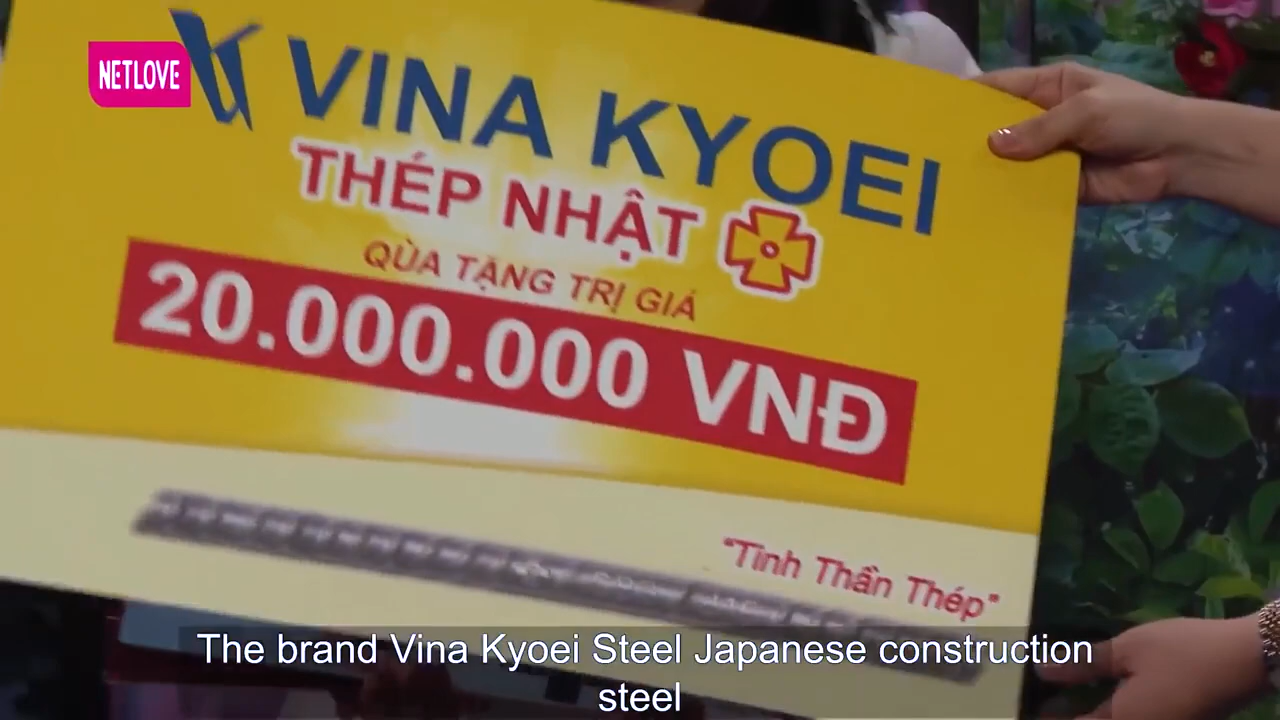 NETLOVE
VINA KYOEI
THÉP NHẬT
QÙA TẶNG TRỊ GIÁ
20.000.000 VNĐ
"Tinh Thần Thép"
The brand Vina Kyoei Steel Japanese construction
steel